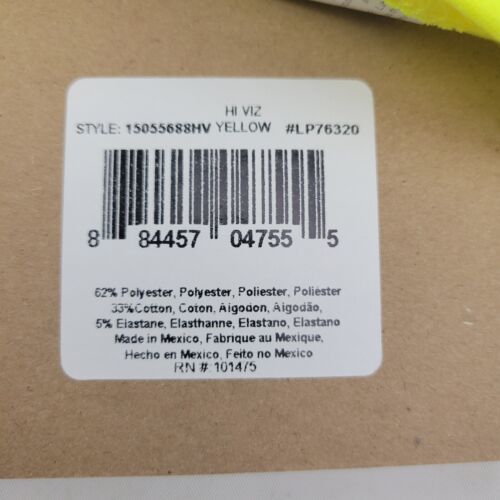 HI VIZ
STYLE: 15055688HV YELLOW #LP76320
8 84457 04755 5
62% Polyester, Polyester, Poliester, Poliéster
33%Cotton, Coton, Algodon, Algodão,
5% Elastane, Elasthanne, Elastano, Elastano
Made in Mexico, Fabrique au Mexique,
Hecho en Mexico, Feito no Mexico
RN #: 101475